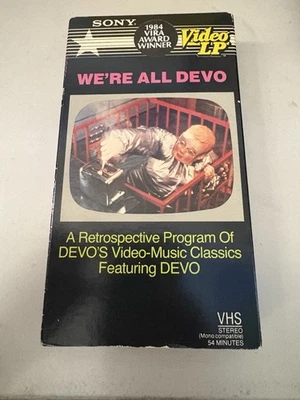 SONY
1984
VIRA
AWARD
WINNER
Video
LP
WE'RE ALL DEVO
A Retrospective Program Of
DEVO'S Video-Music Classics
Featuring DEVO
VHS
STEREO
(Mono compatible)
54 MINUTES